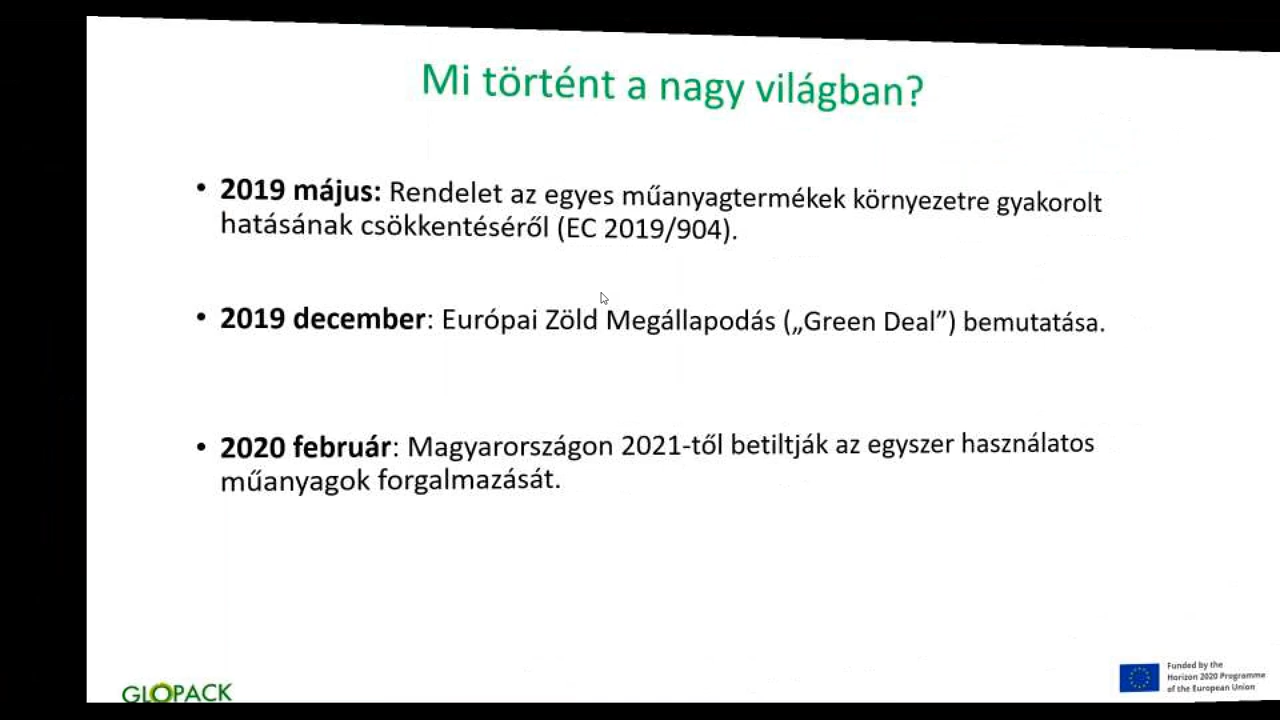 Mi történt a nagy világban?
• 2019 május: Rendelet az egyes műanyagtermékek környezetre gyakorolt
hatásának csökkentéséről (EC 2019/904).
• 2019 december: Európai Zöld Megállapodás („Green Deal”) bemutatása.
• 2020 február: Magyarországon 2021-től betiltják az egyszer használatos
műanyagok forgalmazását.
GLOPACK
Funded by the
Horizon 2020 Programme
of the European Union